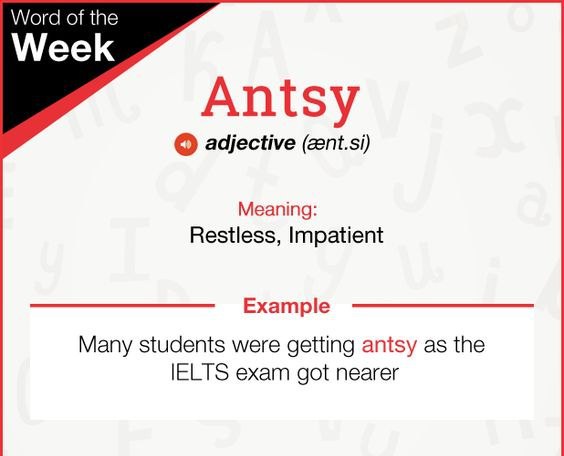 Word of the
Week
Antsy
adjective (ænt.si)
Meaning:
Restless, Impatient
Example
Many students were getting antsy as the
IELTS exam got nearer